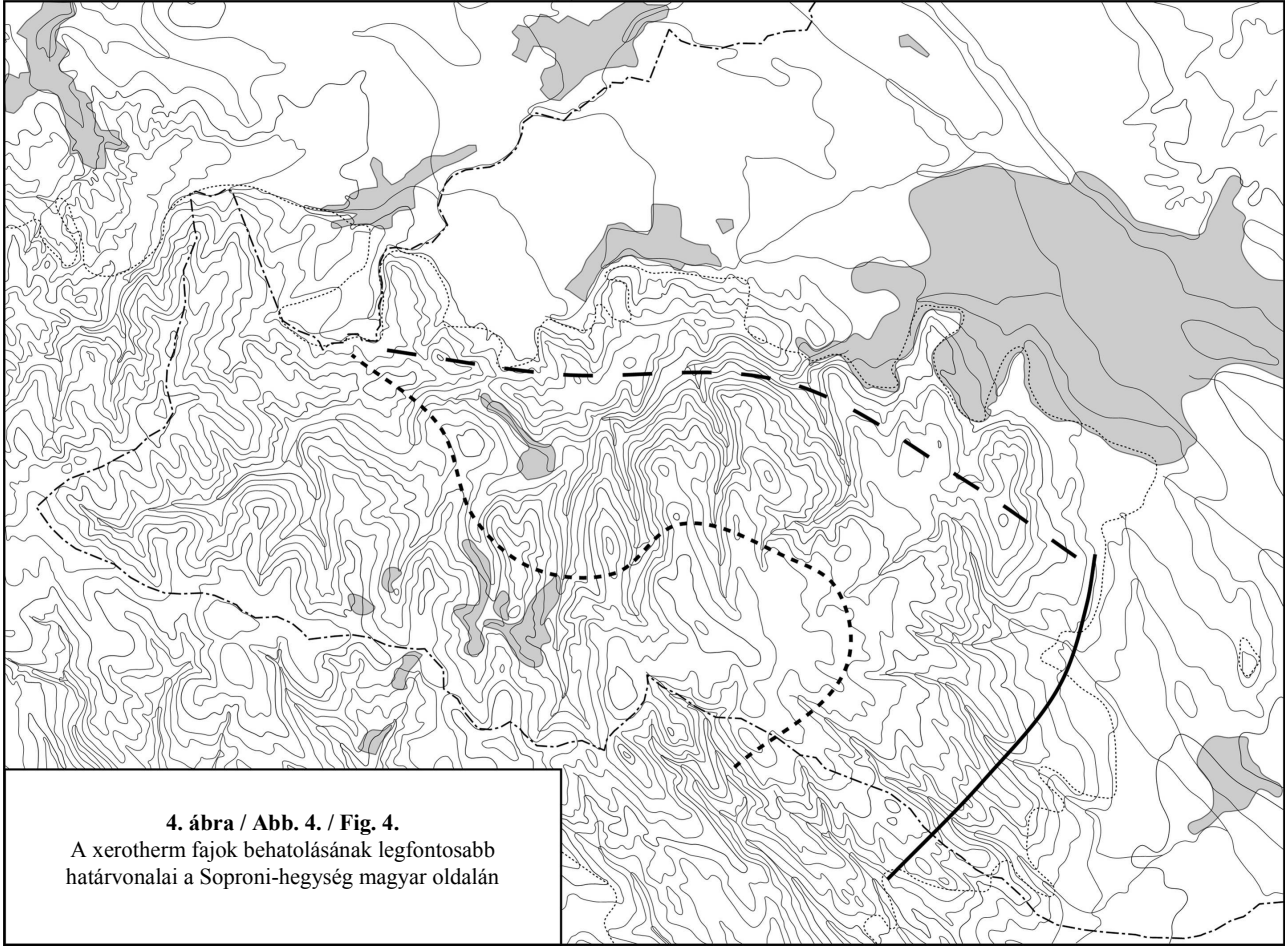 4. ábra / Abb. 4. / Fig. 4.
A xerotherm fajok behatolásának legfontosabb
határvonalai a Soproni-hegység magyar oldalán